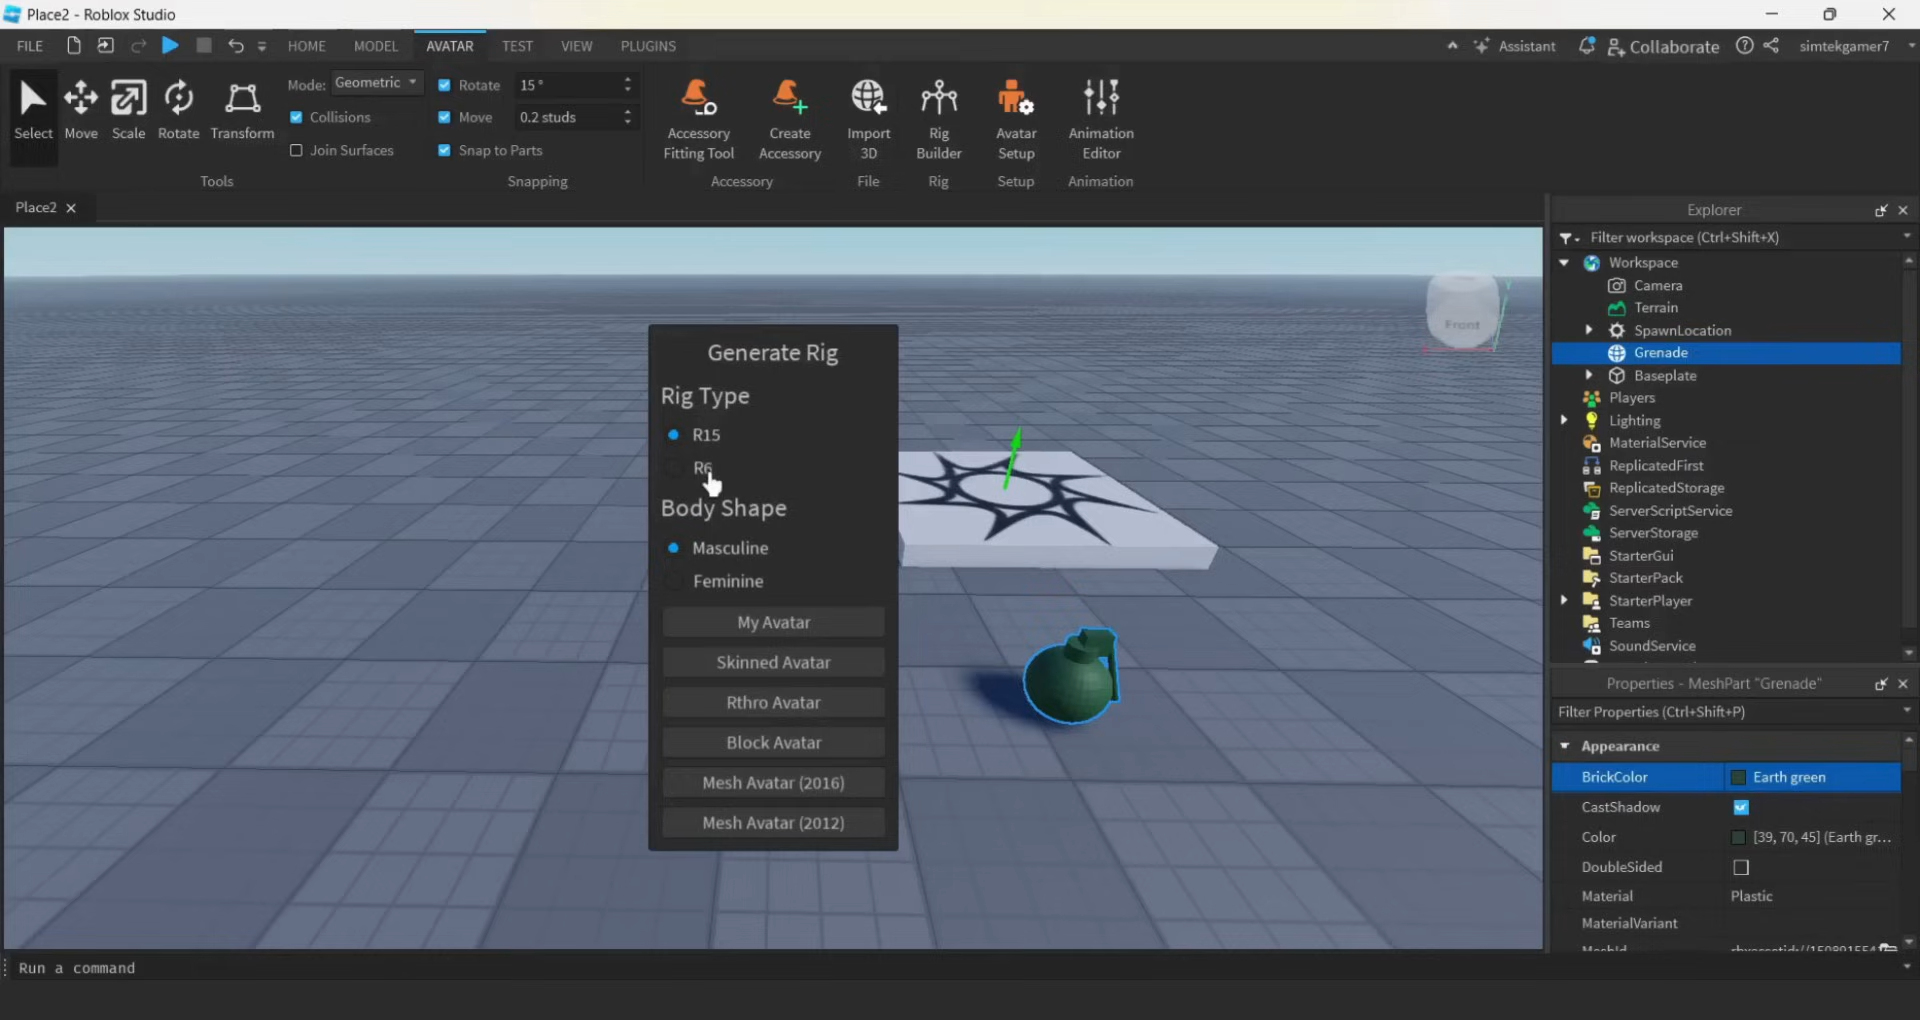 Place2 - Roblox Studio
FILE HOME MODEL AVATAR TEST VIEW PLUGINS Assistant Collaborate simtekgamer7
Select Move Scale Rotate Transform
Mode: Geometric
Collisions
Join Surfaces
Rotate 15 °
Move 0.2 studs
Snap to Parts
Accessory Fitting Tool
Create Accessory
Import 3D
Rig Builder
Avatar Setup
Animation Editor
Tools Snapping Accessory File Rig Setup Animation
Place2
Front
Generate Rig
Rig Type
R15
R6
Body Shape
Masculine
Feminine
My Avatar
Skinned Avatar
Rthro Avatar
Block Avatar
Mesh Avatar (2016)
Mesh Avatar (2012)
Explorer
Filter workspace (Ctrl+Shift+X)
Workspace
Camera
Terrain
SpawnLocation
Grenade
Baseplate
Players
Lighting
MaterialService
ReplicatedFirst
ReplicatedStorage
ServerScriptService
ServerStorage
StarterGui
StarterPack
StarterPlayer
Teams
SoundService
Properties - MeshPart "Grenade"
Filter Properties (Ctrl+Shift+P)
Appearance
BrickColor Earth green
CastShadow
Color [39, 70, 45] (Earth gr...
DoubleSided
Material Plastic
MaterialVariant
Run a command